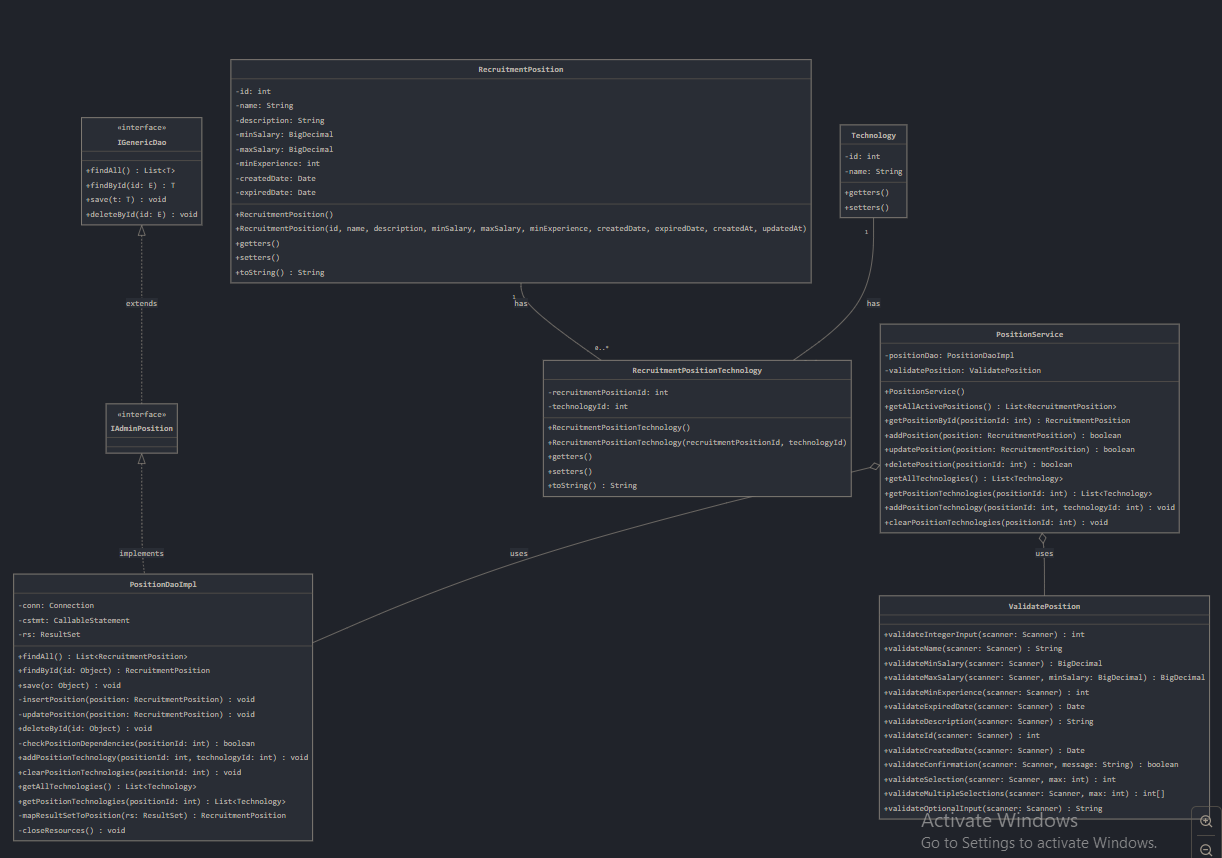 RecruitmentPosition
-id: int
-name: String
-description: String
-minSalary: BigDecimal
-maxSalary: BigDecimal
-minExperience: int
-createdDate: Date
-expiredDate: Date
+RecruitmentPosition()
+RecruitmentPosition(id, name, description, minSalary, maxSalary, minExperience, createdDate, expiredDate, createdAt, updatedAt)
+getters()
+setters()
+toString() : String
«interface»
IGenericDao
+findAll() : List<T>
+findById(id: E) : T
+save(t: T) : void
+deleteById(id: E) : void
Technology
-id: int
-name: String
+getters()
+setters()
1
extends
1
has
has
0..*
PositionService
-positionDao: PositionDaoImpl
-validatePosition: ValidatePosition
+PositionService()
+getAllActivePositions() : List<RecruitmentPosition>
+getPositionById(positionId: int) : RecruitmentPosition
+addPosition(position: RecruitmentPosition) : boolean
+updatePosition(position: RecruitmentPosition) : boolean
+deletePosition(positionId: int) : boolean
+getAllTechnologies() : List<Technology>
+getPositionTechnologies(positionId: int) : List<Technology>
+addPositionTechnology(positionId: int, technologyId: int) : void
+clearPositionTechnologies(positionId: int) : void
RecruitmentPositionTechnology
-recruitmentPositionId: int
-technologyId: int
+RecruitmentPositionTechnology()
+RecruitmentPositionTechnology(recruitmentPositionId, technologyId)
+getters()
+setters()
+toString() : String
«interface»
IAdminPosition
implements
uses
uses
PositionDaoImpl
-conn: Connection
-cstmt: CallableStatement
-rs: ResultSet
+findAll() : List<RecruitmentPosition>
+findById(id: Object) : RecruitmentPosition
+save(o: Object) : void
-insertPosition(position: RecruitmentPosition) : void
-updatePosition(position: RecruitmentPosition) : void
+deleteById(id: Object) : void
-checkPositionDependencies(positionId: int) : boolean
+addPositionTechnology(positionId: int, technologyId: int) : void
+clearPositionTechnologies(positionId: int) : void
+getAllTechnologies() : List<Technology>
+getPositionTechnologies(positionId: int) : List<Technology>
-mapResultSetToPosition(rs: ResultSet) : RecruitmentPosition
-closeResources() : void
ValidatePosition
+validateIntegerInput(scanner: Scanner) : int
+validateName(scanner: Scanner) : String
+validateMinSalary(scanner: Scanner) : BigDecimal
+validateMaxSalary(scanner: Scanner, minSalary: BigDecimal) : BigDecimal
+validateMinExperience(scanner: Scanner) : int
+validateExpiredDate(scanner: Scanner) : Date
+validateDescription(scanner: Scanner) : String
+validateId(scanner: Scanner) : int
+validateCreatedDate(scanner: Scanner) : Date
+validateConfirmation(scanner: Scanner, message: String) : boolean
+validateSelection(scanner: Scanner, max: int) : int
+validateMultipleSelections(scanner: Scanner, max: int) : int[]
+validateOptionalInput(scanner: Scanner) : String
Activate Windows
Go to Settings to activate Windows.